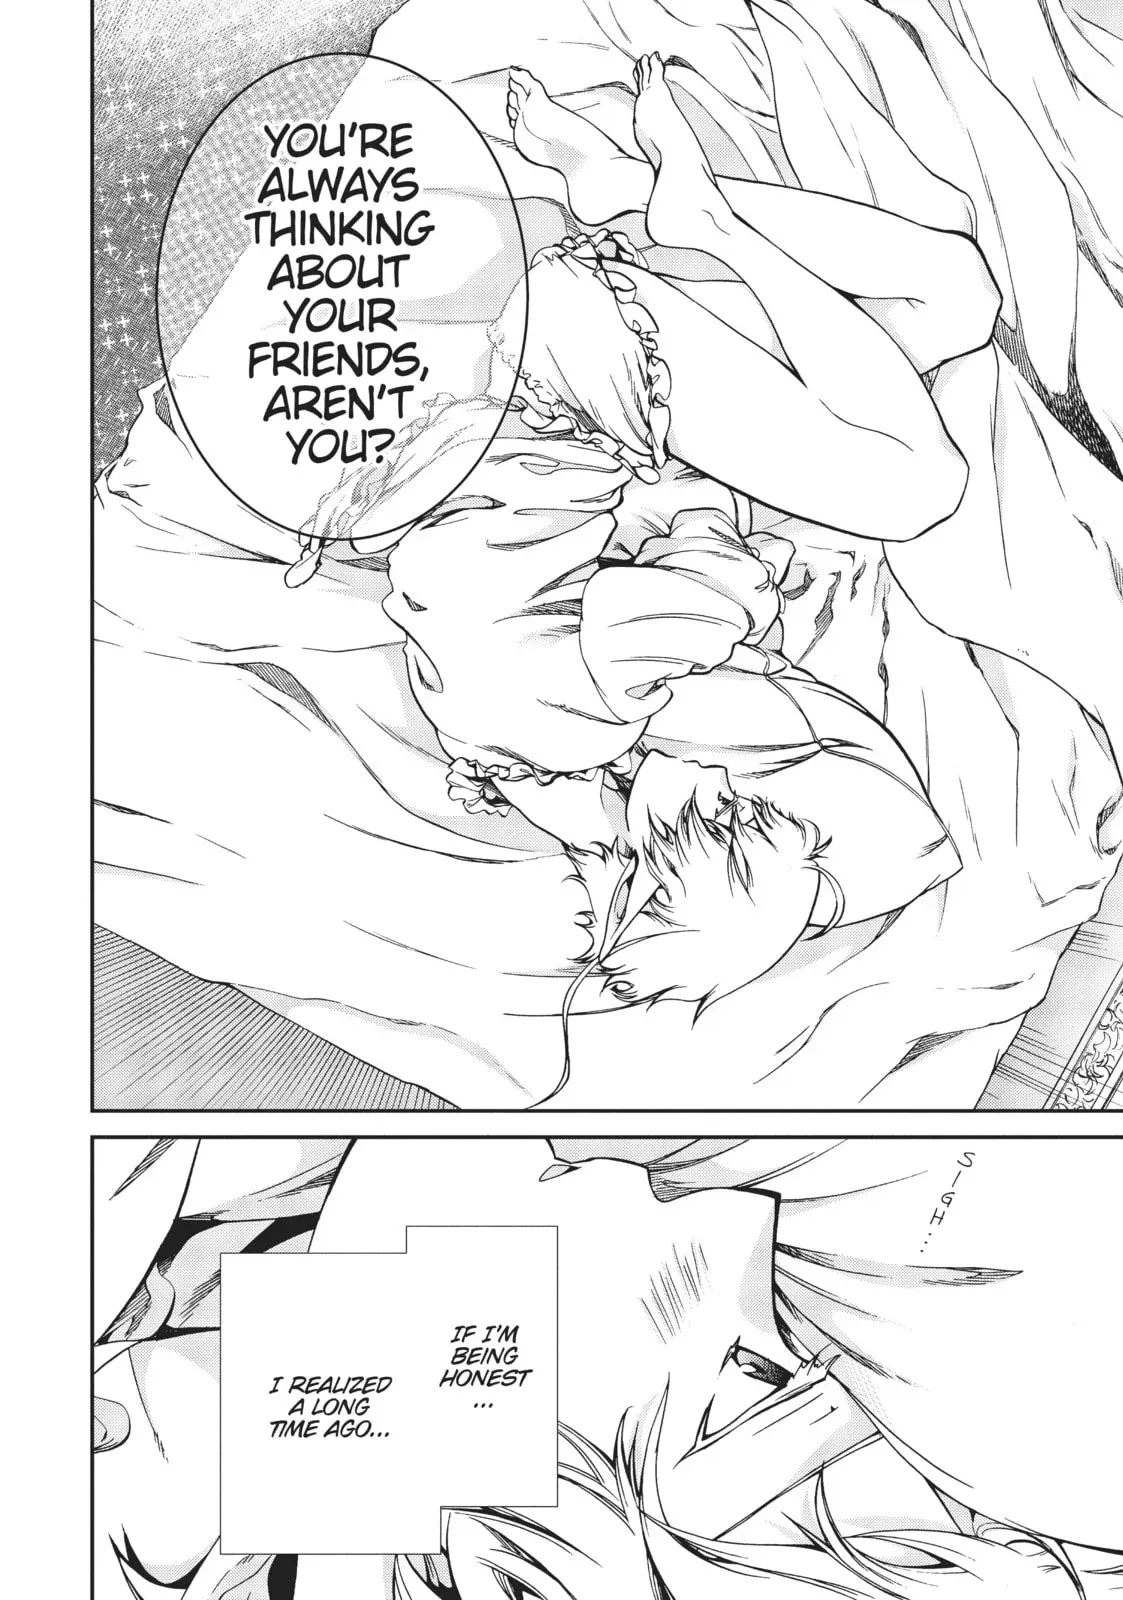 YOU'RE
ALWAYS
THINKING
ABOUT
YOUR
FRIENDS,
AREN'T
YOU?
SIGH...
IF I'M
BEING
HONEST
...
I REALIZED
A LONG
TIME AGO...